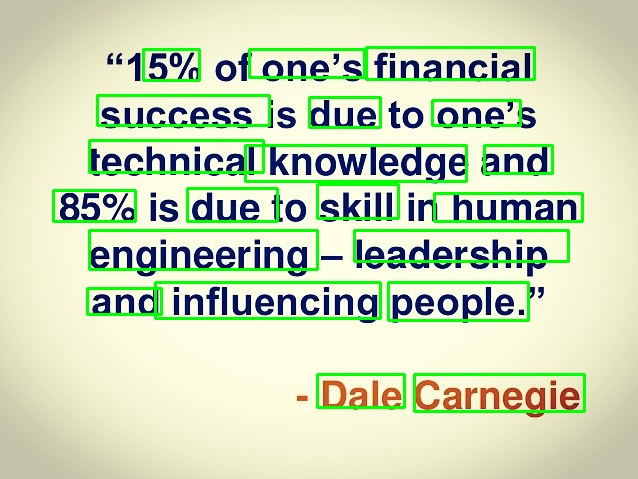 “15% of one’s financial
success is due to one’s
technical knowledge and
85% is due to skill in human
engineering – leadership
and influencing people.”
- Dale Carnegie